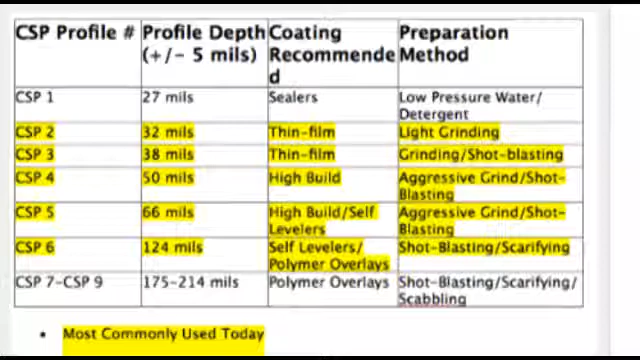 CSP Profile # Profile Depth Coating Preparation
(+/- 5 mils) Recommende Method
d
CSP 1 27 mils Sealers Low Pressure Water/
Detergent
CSP 2 32 mils Thin-film Light Grinding
CSP 3 38 mils Thin-film Grinding/Shot-blasting
CSP 4 50 mils High Build Aggressive Grind/Shot-
Blasting
CSP 5 66 mils High Build/Self Aggressive Grind/Shot-
Levelers Blasting
CSP 6 124 mils Self Levelers/ Shot-Blasting/Scarifying
Polymer Overlays
CSP 7-CSP 9 175-214 mils Polymer Overlays Shot-Blasting/Scarifying/
Scabbling
• Most Commonly Used Today